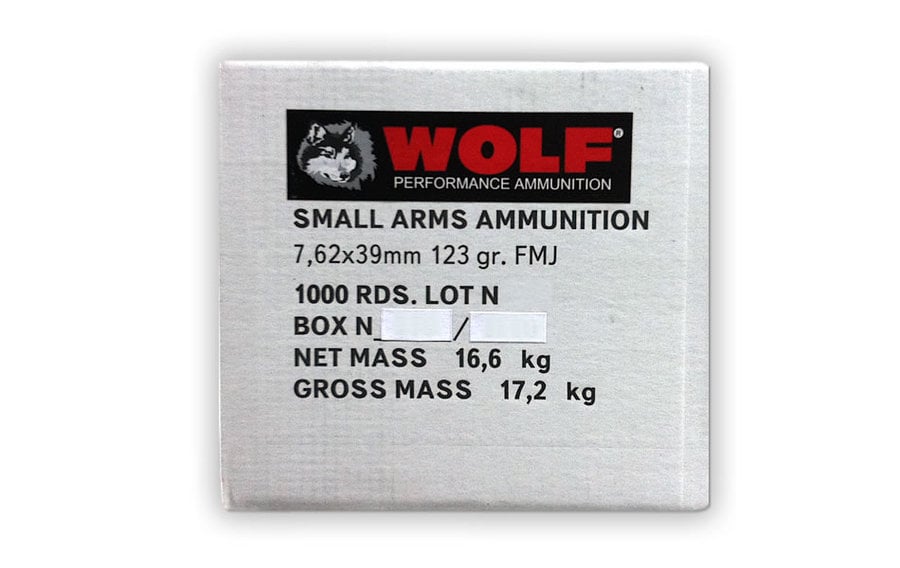 WOLF®
PERFORMANCE AMMUNITION
SMALL ARMS AMMUNITION
7,62x39mm 123 gr. FMJ
1000 RDS. LOT N
BOX N_ /
NET MASS 16,6 kg
GROSS MASS 17,2 kg